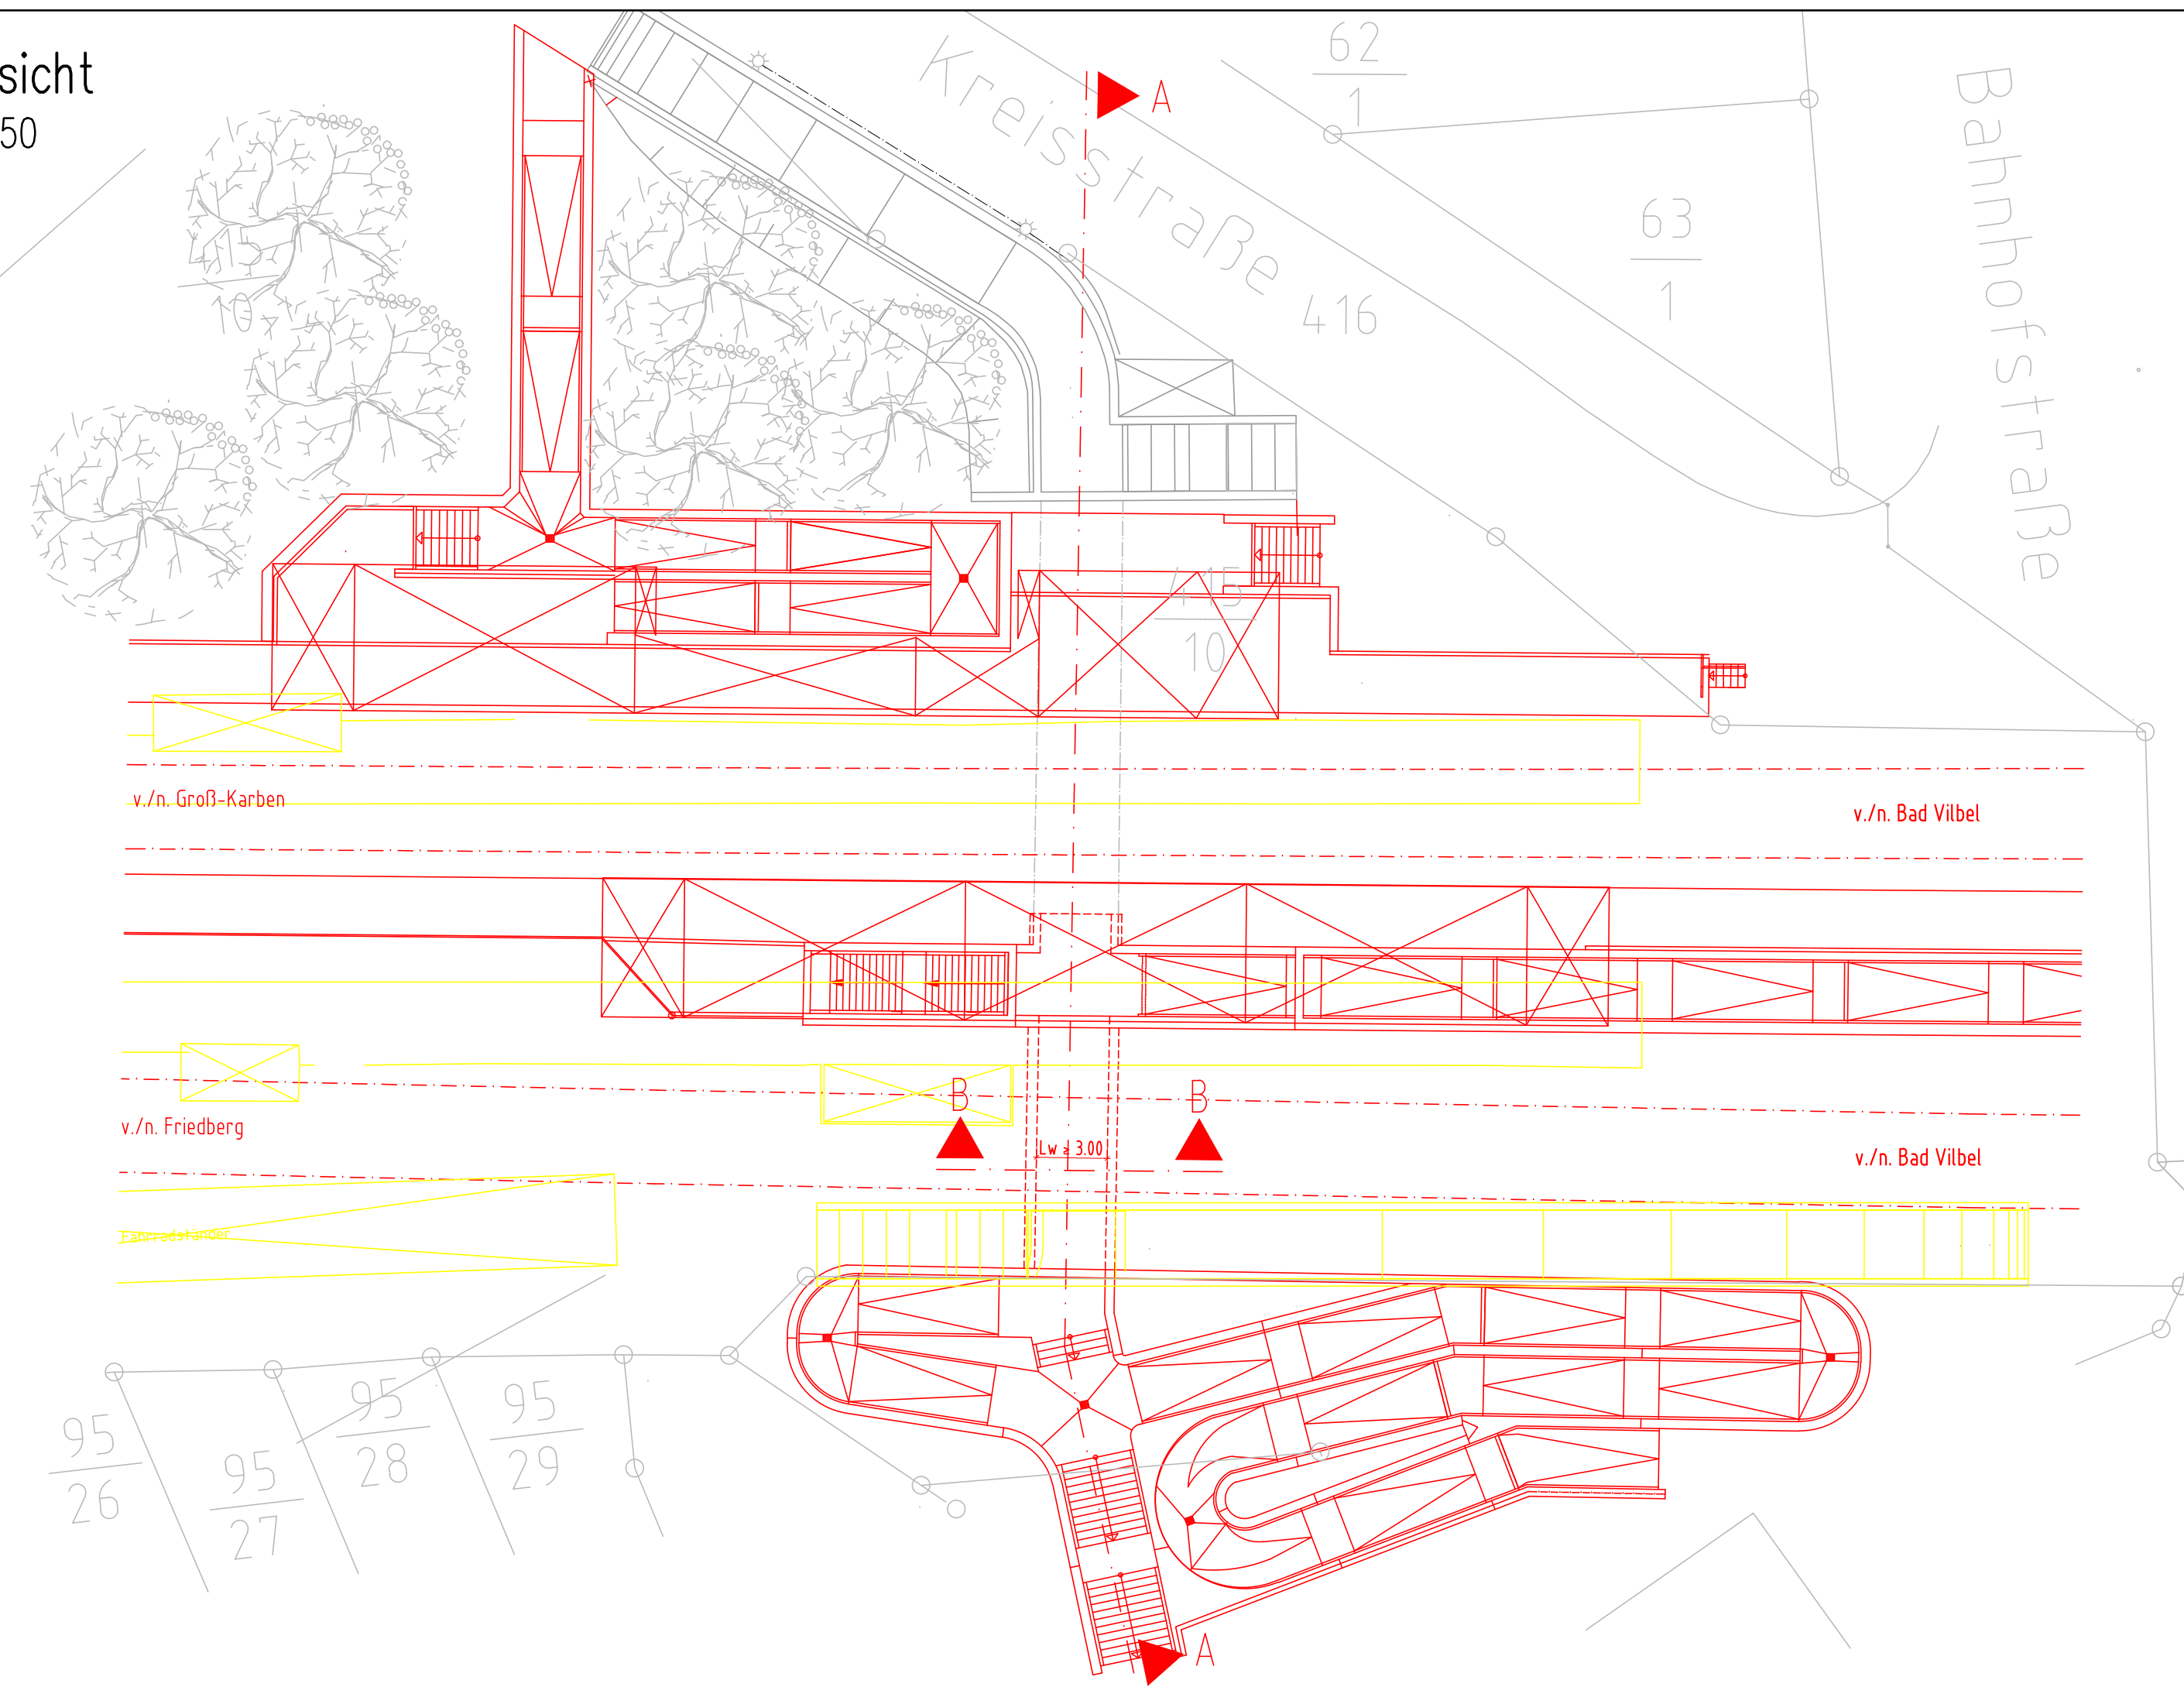 sicht
50
62
1
A
Kreisstraße
Bahnhofstraße
63
1
415
10
416
415
10
v./n. Groß-Karben
v./n. Bad Vilbel
B
B
v./n. Friedberg
Lw ≥ 3.00
v./n. Bad Vilbel
Fahrradständer
95
26
95
27
95
28
95
29
A